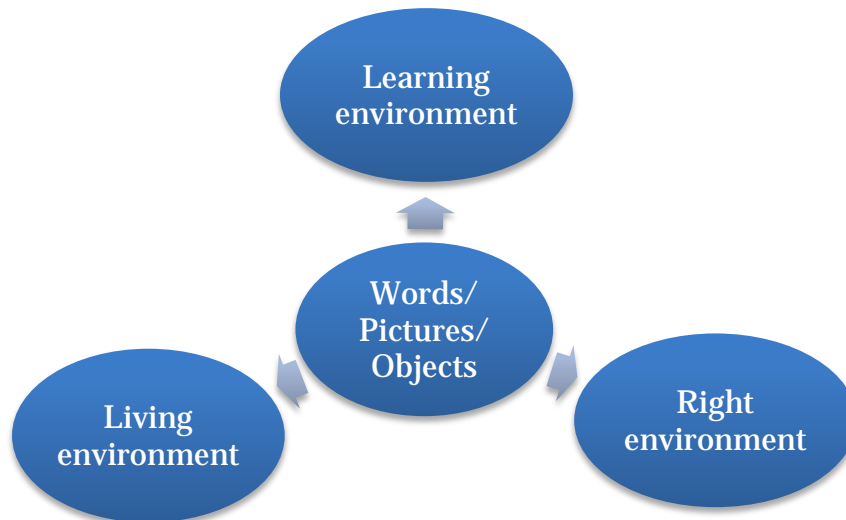 Learning
environment
Words/
Pictures/
Objects
Living
environment
Right
environment